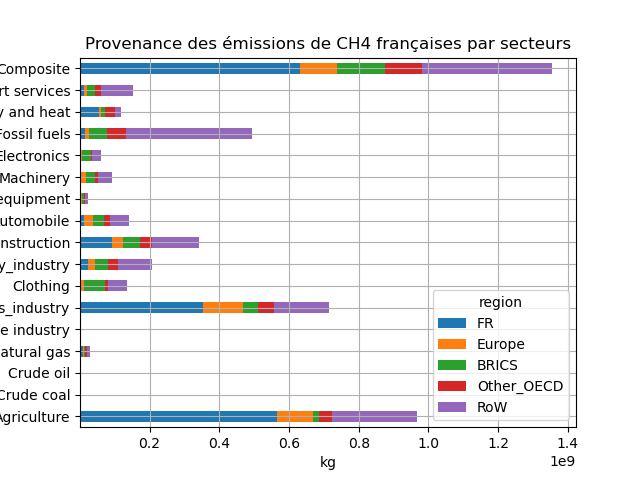 Provenance des émissions de CH4 françaises par secteurs
Composite
rt services
y and heat
Fossil fuels
Electronics
Machinery
equipment
utomobile
nstruction
y_industry
Clothing
s_industry
e industry
atural gas
Crude oil
Crude coal
Agriculture
region
FR
Europe
BRICS
Other_OECD
RoW
0.2 0.4 0.6 0.8 1.0 1.2 1.4
kg
1e9